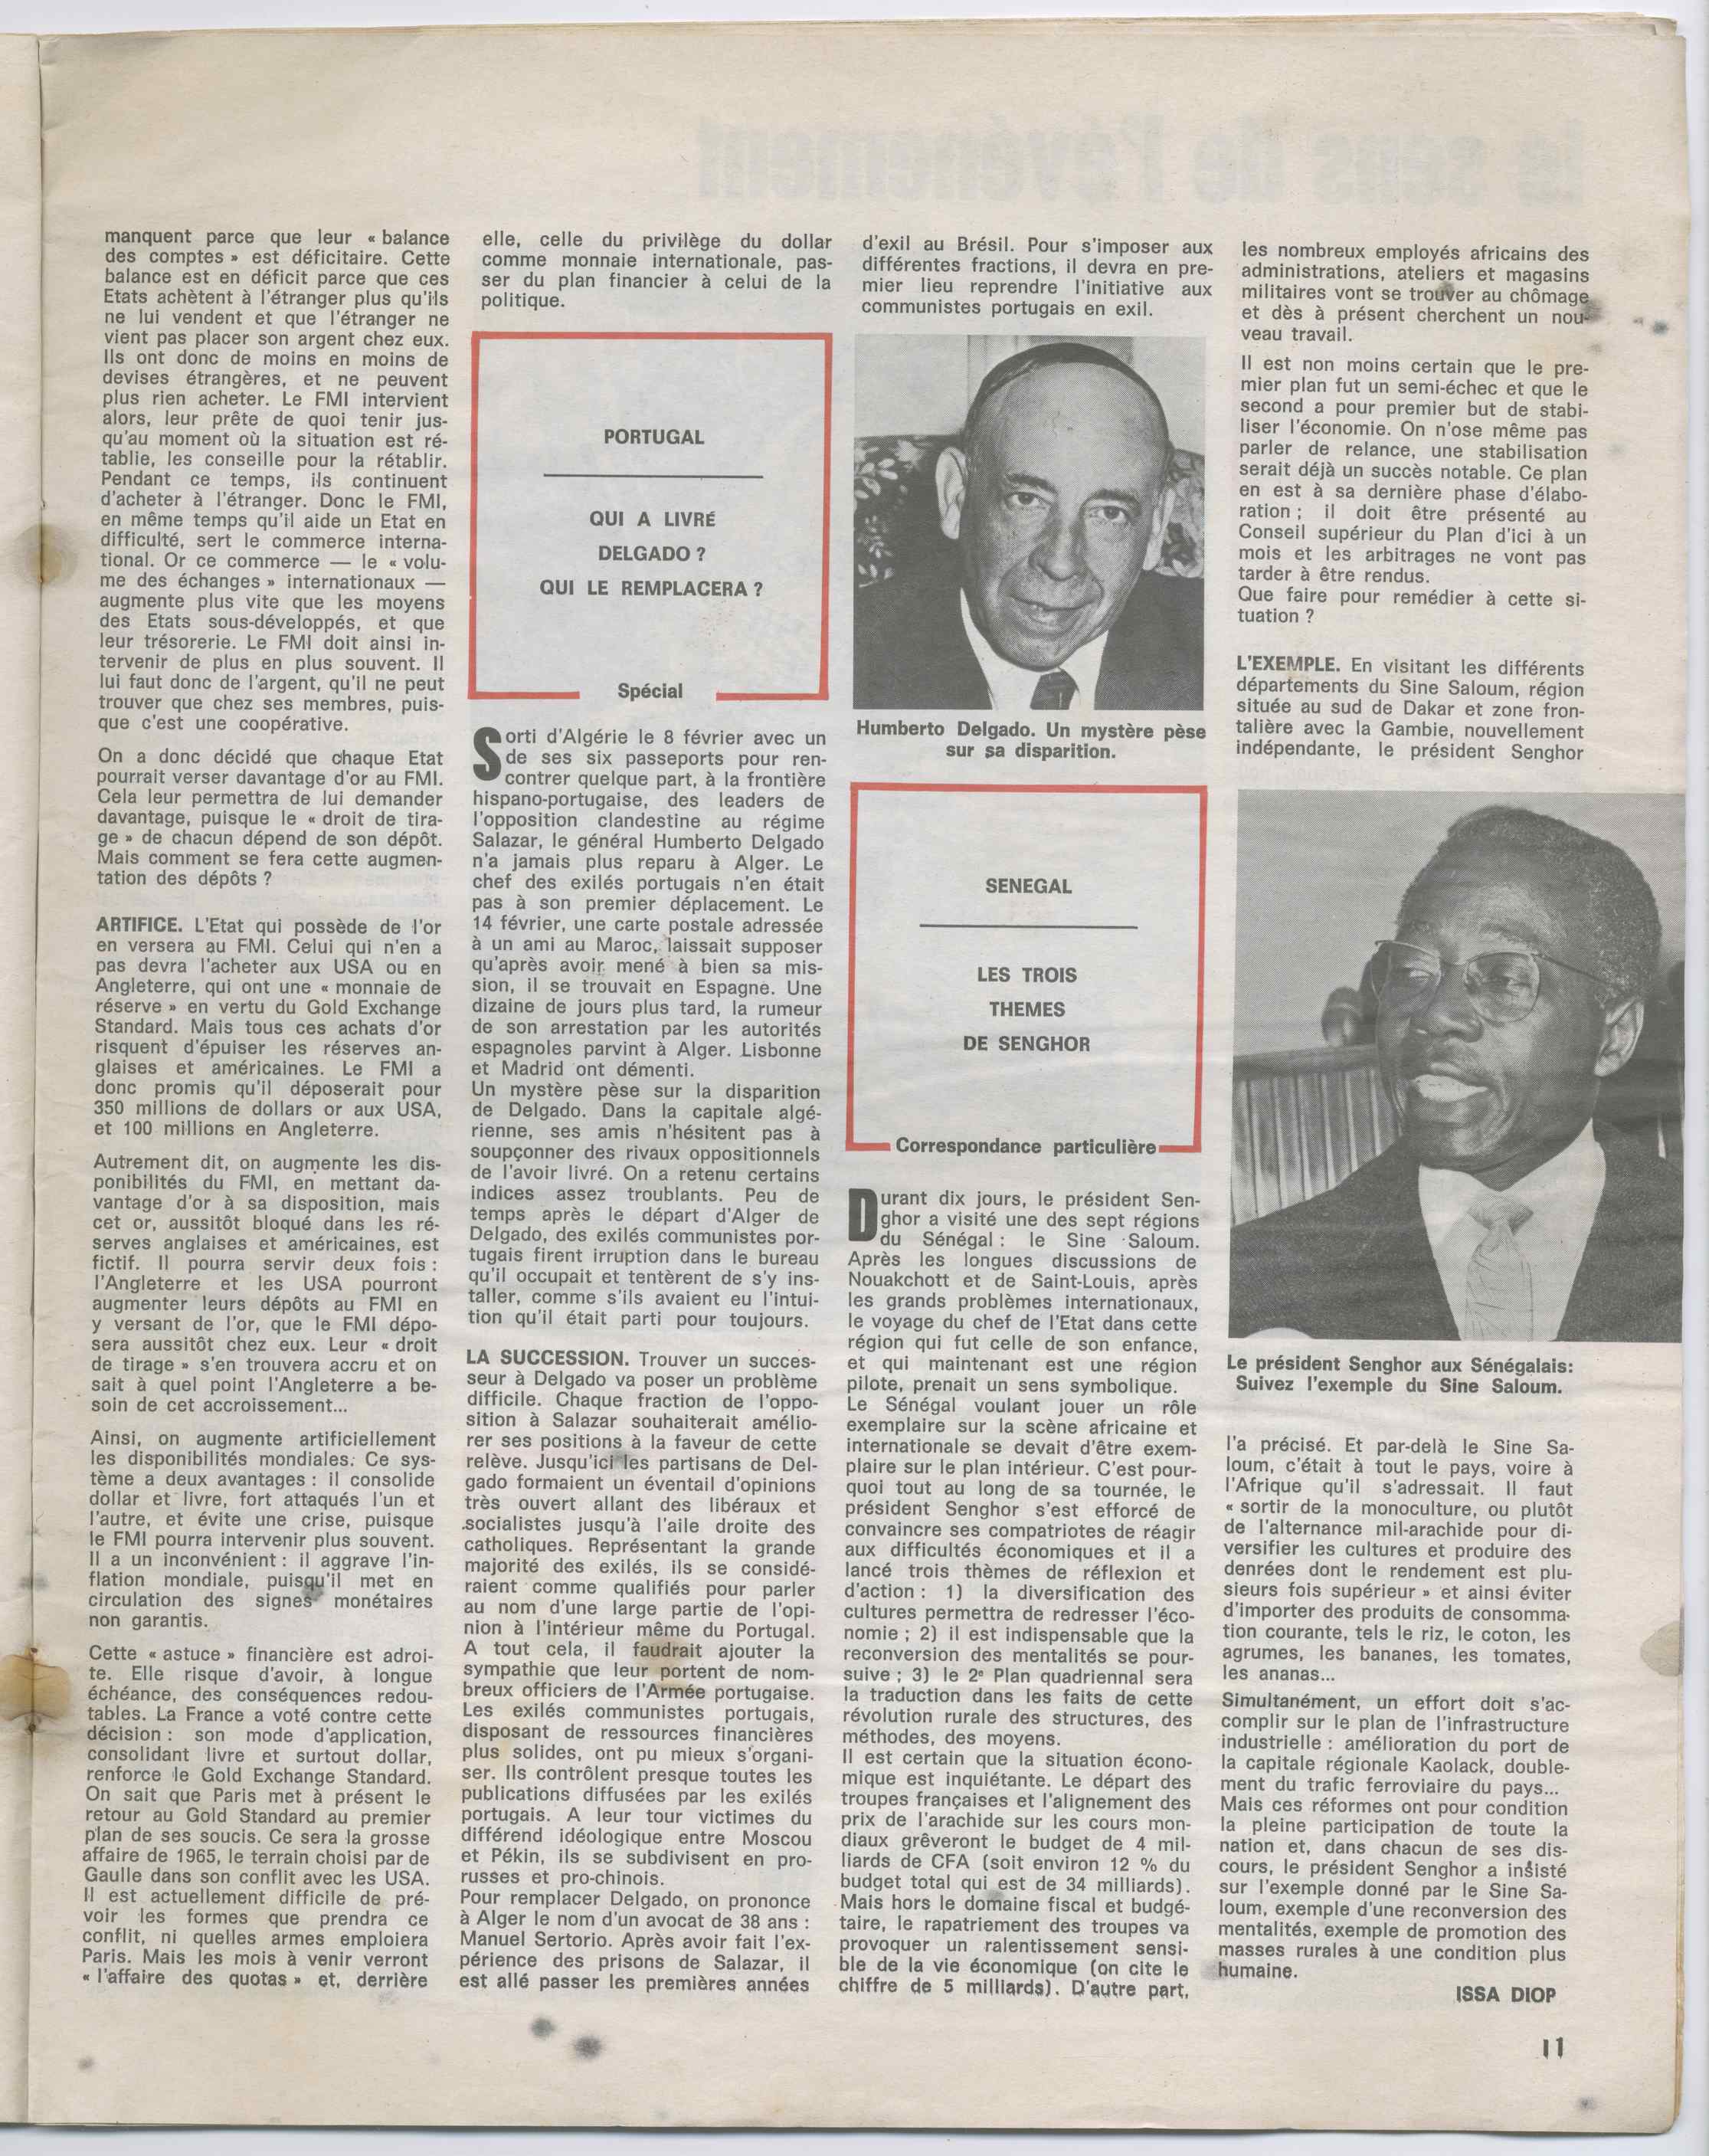 manquent parce que leur « balance
des comptes » est déficitaire. Cette
balance est en déficit parce que ces
Etats achètent à l'étranger plus qu'ils
ne lui vendent et que l'étranger ne
vient pas placer son argent chez eux.
Ils ont donc de moins en moins de
devises étrangères, et ne peuvent
plus rien acheter. Le FMI intervient
alors, leur prête de quoi tenir jus-
qu'au moment où la situation est ré-
tablie, les conseille pour la rétablir.
Pendant ce temps, ils continuent
d'acheter à l'étranger. Donc le FMI,
en même temps qu'il aide un Etat en
difficulté, sert le commerce interna-
tional. Or ce commerce — le « volu-
me des échanges » internationaux —
augmente plus vite que les moyens
des Etats sous-développés, et que
leur trésorerie. Le FMI doit ainsi in-
tervenir de plus en plus souvent. Il
lui faut donc de l'argent, qu'il ne peut
trouver que chez ses membres, puis-
que c'est une coopérative.
On a donc décidé que chaque Etat
pourrait verser davantage d'or au FMI.
Cela leur permettra de lui demander
davantage, puisque le « droit de tira-
ge » de chacun dépend de son dépôt.
Mais comment se fera cette augmen-
tation des dépôts ?
ARTIFICE. L'Etat qui possède de l'or
en versera au FMI. Celui qui n'en a
pas devra l'acheter aux USA ou en
Angleterre, qui ont une « monnaie de
réserve » en vertu du Gold Exchange
Standard. Mais tous ces achats d'or
risquent d'épuiser les réserves an-
glaises et américaines. Le FMI a
donc promis qu'il déposerait pour
350 millions de dollars or aux USA,
et 100 millions en Angleterre.
Autrement dit, on augmente les dis-
ponibilités du FMI, en mettant da-
vantage d'or à sa disposition, mais
cet or, aussitôt bloqué dans les ré-
serves anglaises et américaines, est
fictif. Il pourra servir deux fois :
l'Angleterre et les USA pourront
augmenter leurs dépôts au FMI en
y versant de l'or, que le FMI dépo-
sera aussitôt chez eux. Leur « droit
de tirage » s'en trouvera accru et on
sait à quel point l'Angleterre a be-
soin de cet accroissement...
Ainsi, on augmente artificiellement
les disponibilités mondiales. Ce sys-
tème a deux avantages : il consolide
dollar et livre, fort attaqués l'un et
l'autre, et évite une crise, puisque
le FMI pourra intervenir plus souvent.
Il a un inconvénient : il aggrave l'in-
flation mondiale, puisqu'il met en
circulation des signes monétaires
non garantis.
Cette « astuce » financière est adroi-
te. Elle risque d'avoir, à longue
échéance, des conséquences redou-
tables. La France a voté contre cette
décision : son mode d'application,
consolidant livre et surtout dollar,
renforce le Gold Exchange Standard.
On sait que Paris met à présent le
retour au Gold Standard au premier
plan de ses soucis. Ce sera la grosse
affaire de 1965, le terrain choisi par de
Gaulle dans son conflit avec les USA.
Il est actuellement difficile de pré-
voir les formes que prendra ce
conflit, ni quelles armes emploiera
Paris. Mais les mois à venir verront
« l'affaire des quotas » et, derrière
elle, celle du privilège du dollar
comme monnaie internationale, pas-
ser du plan financier à celui de la
politique.
PORTUGAL
QUI A LIVRÉ
DELGADO ?
QUI LE REMPLACERA ?
Spécial
Sorti d'Algérie le 8 février avec un
de ses six passeports pour ren-
contrer quelque part, à la frontière
hispano-portugaise, des leaders de
l'opposition clandestine au régime
Salazar, le général Humberto Delgado
n'a jamais plus reparu à Alger. Le
chef des exilés portugais n'en était
pas à son premier déplacement. Le
14 février, une carte postale adressée
à un ami au Maroc, laissait supposer
qu'après avoir mené à bien sa mis-
sion, il se trouvait en Espagne. Une
dizaine de jours plus tard, la rumeur
de son arrestation par les autorités
espagnoles parvint à Alger. Lisbonne
et Madrid ont démenti.
Un mystère pèse sur la disparition
de Delgado. Dans la capitale algé-
rienne, ses amis n'hésitent pas à
soupçonner des rivaux oppositionnels
de l'avoir livré. On a retenu certains
indices assez troublants. Peu de
temps après le départ d'Alger de
Delgado, des exilés communistes por-
tugais firent irruption dans le bureau
qu'il occupait et tentèrent de s'y ins-
taller, comme s'ils avaient eu l'intui-
tion qu'il était parti pour toujours.
LA SUCCESSION. Trouver un succes-
seur à Delgado va poser un problème
difficile. Chaque fraction de l'oppo-
sition à Salazar souhaiterait amélio-
rer ses positions à la faveur de cette
relève. Jusqu'ici les partisans de Del-
gado formaient un éventail d'opinions
très ouvert allant des libéraux et
socialistes jusqu'à l'aile droite des
catholiques. Représentant la grande
majorité des exilés, ils se considé-
raient comme qualifiés pour parler
au nom d'une large partie de l'opi-
nion à l'intérieur même du Portugal.
A tout cela, il faudrait ajouter la
sympathie que leur portent de nom-
breux officiers de l'Armée portugaise.
Les exilés communistes portugais,
disposant de ressources financières
plus solides, ont pu mieux s'organi-
ser. Ils contrôlent presque toutes les
publications diffusées par les exilés
portugais. A leur tour victimes du
différend idéologique entre Moscou
et Pékin, ils se subdivisent en pro-
russes et pro-chinois.
Pour remplacer Delgado, on prononce
à Alger le nom d'un avocat de 38 ans :
Manuel Sertorio. Après avoir fait l'ex-
périence des prisons de Salazar, il
est allé passer les premières années
d'exil au Brésil. Pour s'imposer aux
différentes fractions, il devra en pre-
mier lieu reprendre l'initiative aux
communistes portugais en exil.
Humberto Delgado. Un mystère pèse
sur sa disparition.
SENEGAL
LES TROIS
THEMES
DE SENGHOR
Correspondance particulière
Durant dix jours, le président Sen-
ghor a visité une des sept régions
du Sénégal : le Sine Saloum.
Après les longues discussions de
Nouakchott et de Saint-Louis, après
les grands problèmes internationaux,
le voyage du chef de l'Etat dans cette
région qui fut celle de son enfance,
et qui maintenant est une région
pilote, prenait un sens symbolique.
Le Sénégal voulant jouer un rôle
exemplaire sur la scène africaine et
internationale se devait d'être exem-
plaire sur le plan intérieur. C'est pour-
quoi tout au long de sa tournée, le
président Senghor s'est efforcé de
convaincre ses compatriotes de réagir
aux difficultés économiques et il a
lancé trois thèmes de réflexion et
d'action : 1) la diversification des
cultures permettra de redresser l'éco-
nomie ; 2) il est indispensable que la
reconversion des mentalités se pour-
suive ; 3) le 2e Plan quadriennal sera
la traduction dans les faits de cette
révolution rurale des structures, des
méthodes, des moyens.
Il est certain que la situation écono-
mique est inquiétante. Le départ des
troupes françaises et l'alignement des
prix de l'arachide sur les cours mon-
diaux grêveront le budget de 4 mil-
liards de CFA (soit environ 12 % du
budget total qui est de 34 milliards).
Mais hors le domaine fiscal et budgé-
taire, le rapatriement des troupes va
provoquer un ralentissement sensi-
ble de la vie économique (on cite le
chiffre de 5 milliards). D'autre part,
les nombreux employés africains des
administrations, ateliers et magasins
militaires vont se trouver au chômage
et dès à présent cherchent un nou-
veau travail.
Il est non moins certain que le pre-
mier plan fut un semi-échec et que le
second a pour premier but de stabi-
liser l'économie. On n'ose même pas
parler de relance, une stabilisation
serait déjà un succès notable. Ce plan
en est à sa dernière phase d'élabo-
ration ; il doit être présenté au
Conseil supérieur du Plan d'ici à un
mois et les arbitrages ne vont pas
tarder à être rendus.
Que faire pour remédier à cette si-
tuation ?
L'EXEMPLE. En visitant les différents
départements du Sine Saloum, région
située au sud de Dakar et zone fron-
talière avec la Gambie, nouvellement
indépendante, le président Senghor
Le président Senghor aux Sénégalais:
Suivez l'exemple du Sine Saloum.
l'a précisé. Et par-delà le Sine Sa-
loum, c'était à tout le pays, voire à
l'Afrique qu'il s'adressait. Il faut
« sortir de la monoculture, ou plutôt
de l'alternance mil-arachide pour di-
versifier les cultures et produire des
denrées dont le rendement est plu-
sieurs fois supérieur » et ainsi éviter
d'importer des produits de consomma-
tion courante, tels le riz, le coton, les
agrumes, les bananes, les tomates,
les ananas...
Simultanément, un effort doit s'ac-
complir sur le plan de l'infrastructure
industrielle : amélioration du port de
la capitale régionale Kaolack, double-
ment du trafic ferroviaire du pays...
Mais ces réformes ont pour condition
la pleine participation de toute la
nation et, dans chacun de ses dis-
cours, le président Senghor a insisté
sur l'exemple donné par le Sine Sa-
loum, exemple d'une reconversion des
mentalités, exemple de promotion des
masses rurales à une condition plus
humaine.
ISSA DIOP
11